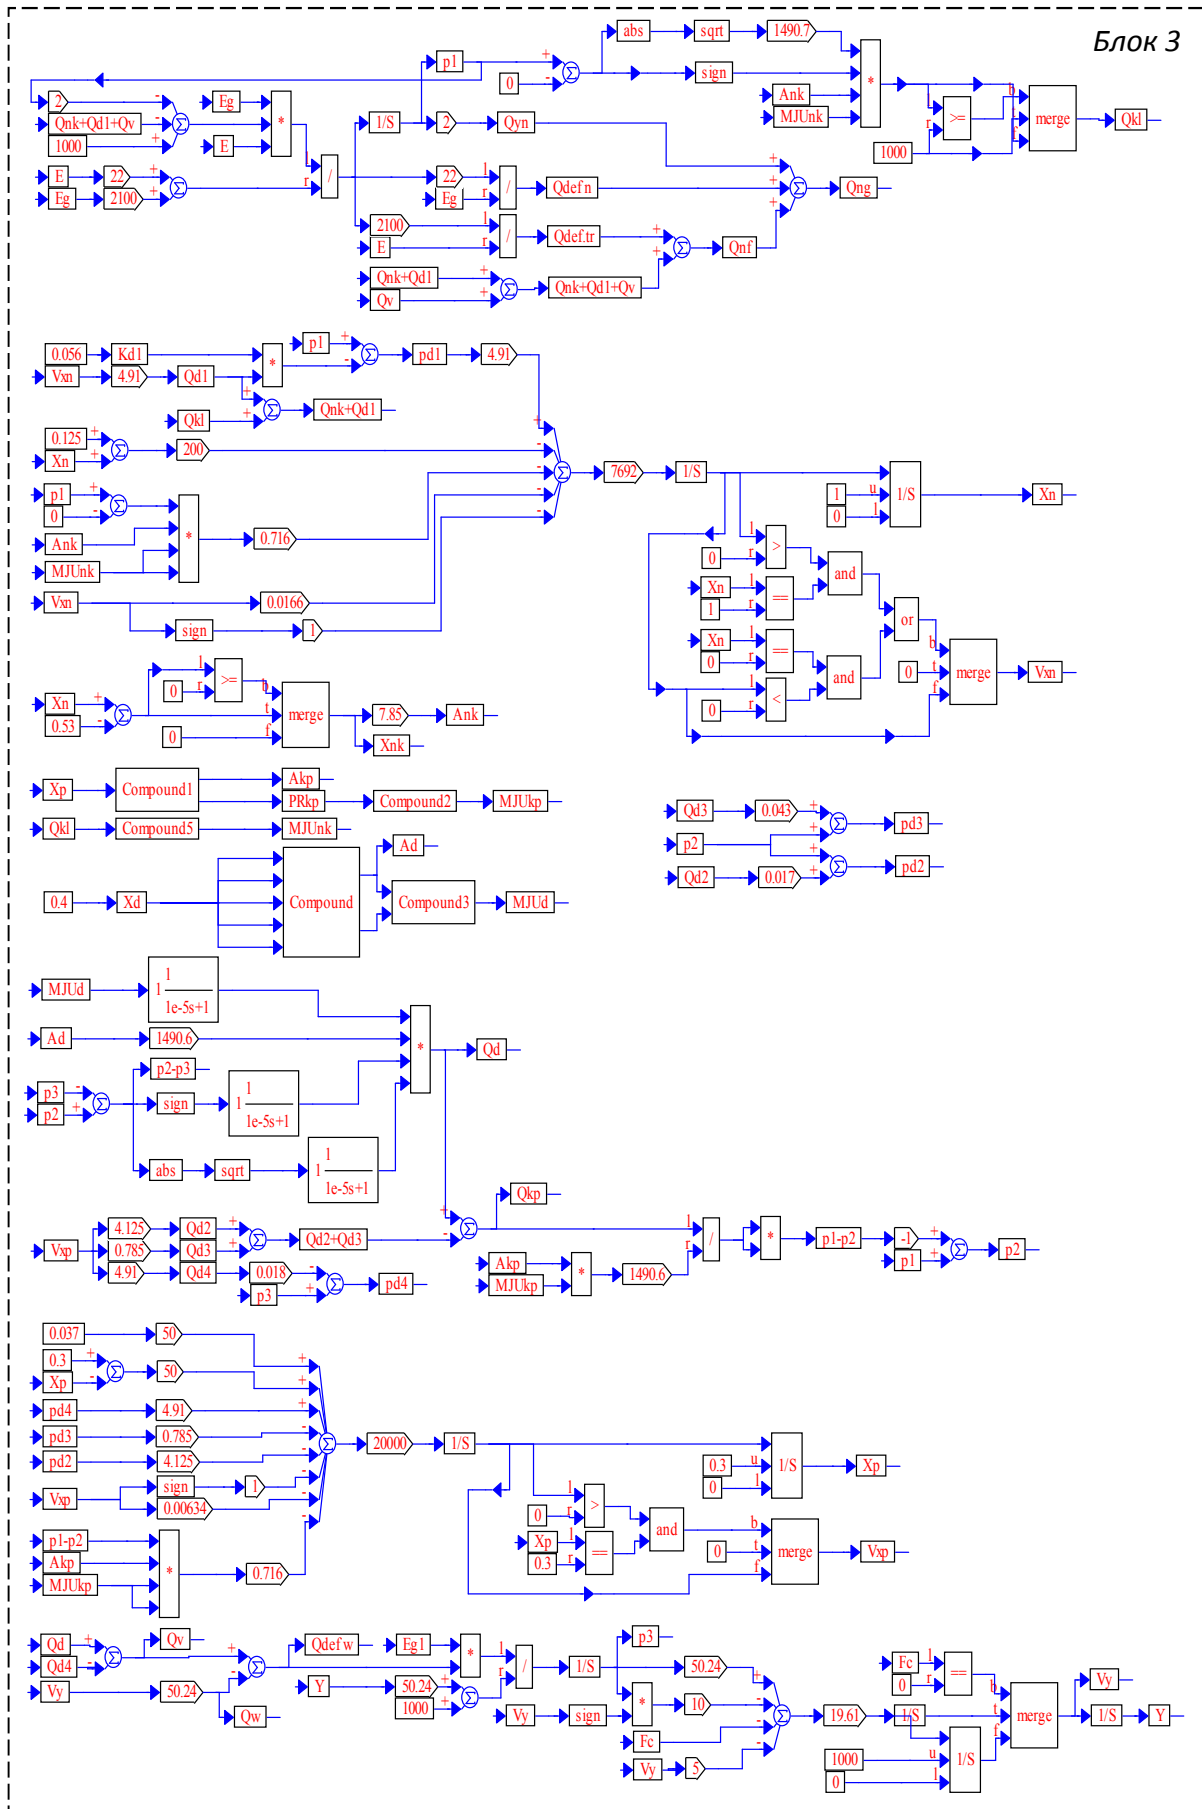 Блок 3
abs sqrt 1490.7
p1 + 0 - Σ sign * Ank MJUnk
2 - Qnk+Qd1+Qv - 1000 + Σ Eg E *
1/S 2 Qyn
>= r 1000 b t f merge Qkl
E 22 + Eg 2100 + Σ r /
22 l Eg r / Qdefn
+ + + Σ Qng
2100 l E r / Qdef.tr + + Σ Qnf
Qnk+Qd1 + Qv + Σ Qnk+Qd1+Qv
0.056 Kd1 * p1 + - Σ pd1 4.91
Vxn 4.91 Qd1
Qkl + + Σ Qnk+Qd1
0.125 + Xn + Σ 200
+ - - - - Σ 7692 1/S
1 u 0 l 1/S Xn
p1 + 0 - Σ Ank MJUnk * 0.716
l 0 r > and
Xn l 1 r ==
Vxn 0.0166
sign 1
Xn l 0 r == and or
l 0 r <
0 b t f merge Vxn
Xn + 0.53 - Σ l 0 r >= b t 0 f merge 7.85 Ank
Xnk
Xp Compound1 Akp
PRkp Compound2 MJUkp
Qkl Compound5 MJUnk
Qd3 0.043 + + Σ pd3
p2
Qd2 0.017 + + Σ pd2
0.4 Xd Compound Ad
Compound3 MJUd
MJUd 1 1 1e-5s+1
Ad 1490.6 * Qd
p3 - p2 + Σ p2-p3
sign 1 1 1e-5s+1
abs sqrt 1 1 1e-5s+1
Vxp 4.125 Qd2 + 0.785 Qd3 + Σ Qd2+Qd3
+ - Σ Qkp
4.91 Qd4 0.018 - p3 + Σ pd4
Akp MJUkp * 1490.6 l r / * p1-p2 -1 + p1 + Σ p2
0.037 50 +
0.3 + Xp - Σ 50 +
pd4 4.91 +
pd3 0.785 -
pd2 4.125 -
Σ 20000 1/S
Vxp sign 1 -
0.00634 -
p1-p2 Akp MJUkp * 0.716
0.3 u 0 l 1/S Xp
l 0 r > and
Xp l 0.3 r ==
0 b t f merge Vxp
Qd + Qd4 - Σ Qv
Vy 50.24 + - Σ Qdefw
Qw
Eg1 * l Y 50.24 + 1000 + Σ r / 1/S p3
50.24 +
Vy sign * 10 -
Fc -
Vy 5 -
Σ 19.61 1/S
1000 u 0 l 1/S
Fc l 0 r == b t f merge Vy
1/S Y